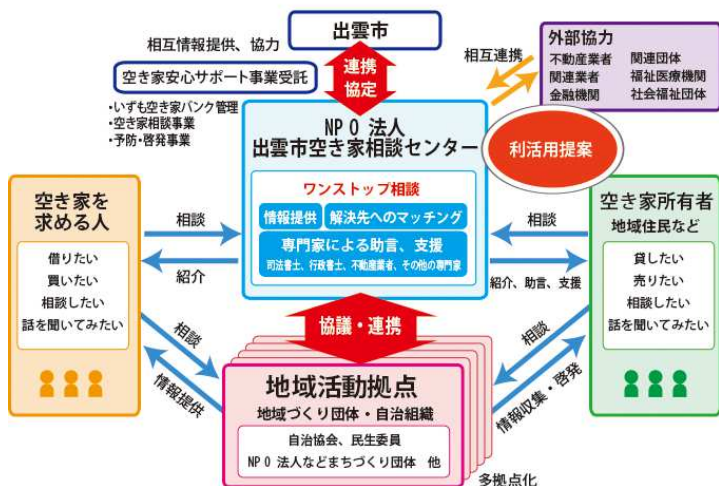 出雲市
相互情報提供、協力
空き家安心サポート事業受託
・いずも空き家バンク管理
・空き家相談事業
・予防・啓発事業
連携
協定
相互連携
外部協力
不動産業者 関連団体
関連業者 福祉医療機関
金融機関 社会福祉団体
NPO 法人
出雲市空き家相談センター
利活用提案
ワンストップ相談
情報提供
解決先へのマッチング
専門家による助言、支援
司法書士、行政書士、不動産業者、その他の専門家
空き家を
求める人
借りたい
買いたい
相談したい
話を聞いてみたい
相談
紹介
相談
情報提供
空き家所有者
地域住民など
貸したい
売りたい
相談したい
話を聞いてみたい
相談
紹介、助言、支援
相談
情報収集・啓発
協議・連携
地域活動拠点
地域づくり団体・自治組織
自治協会、民生委員
NPO 法人などまちづくり団体 他
多拠点化